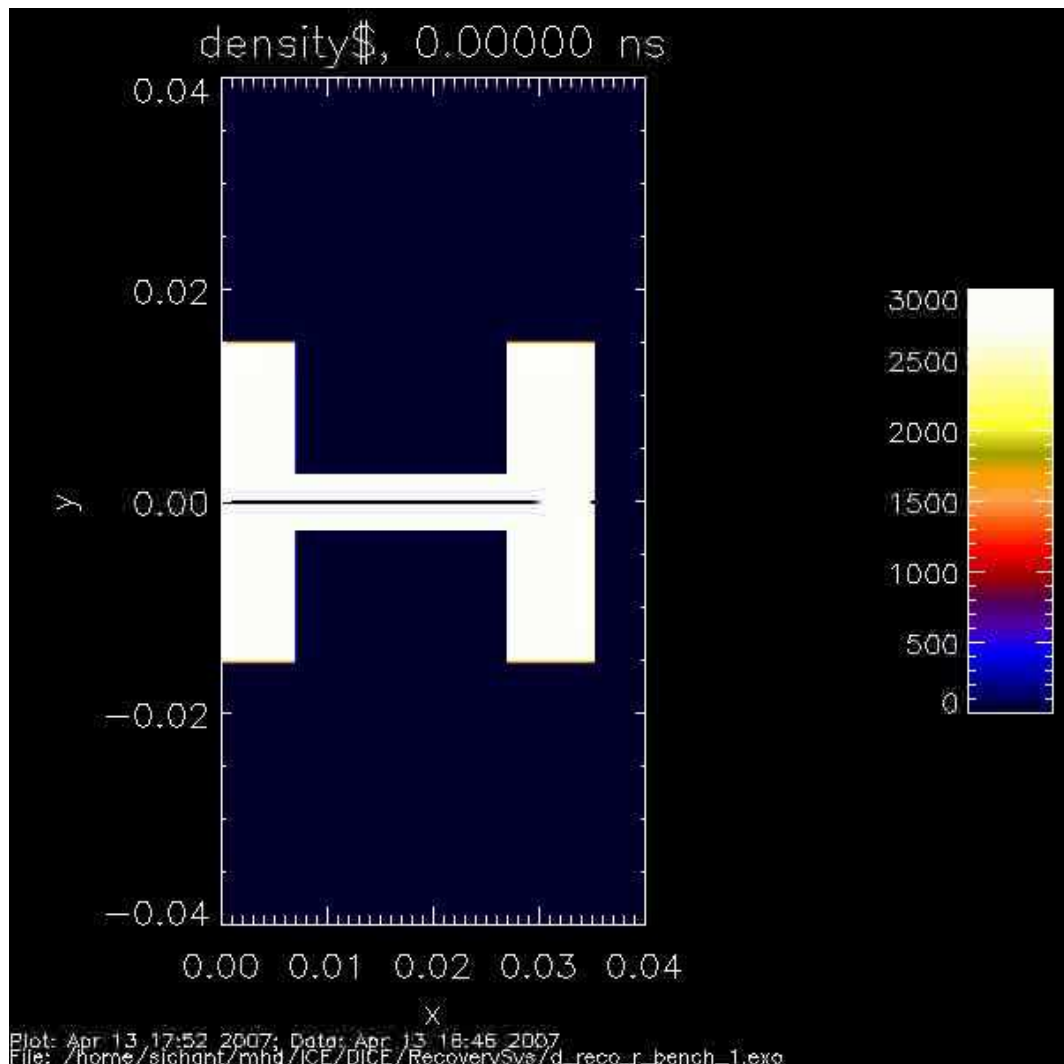 density$, 0.00000 ns
0.04
0.02
0.00
−0.02
−0.04
y
0.00 0.01 0.02 0.03 0.04
x
3000
2500
2000
1500
1000
500
0
Plot: Apr 13 17:52 2007; Data: Apr 13 16:46 2007
File: /home/sichant/mhd/ICE/DICE/RecoverySys/d_reco_r_bench_1.exo